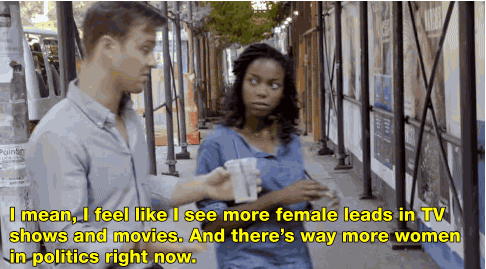 I mean, I feel like I see more female leads in TV
shows and movies. And there's way more women
in politics right now.